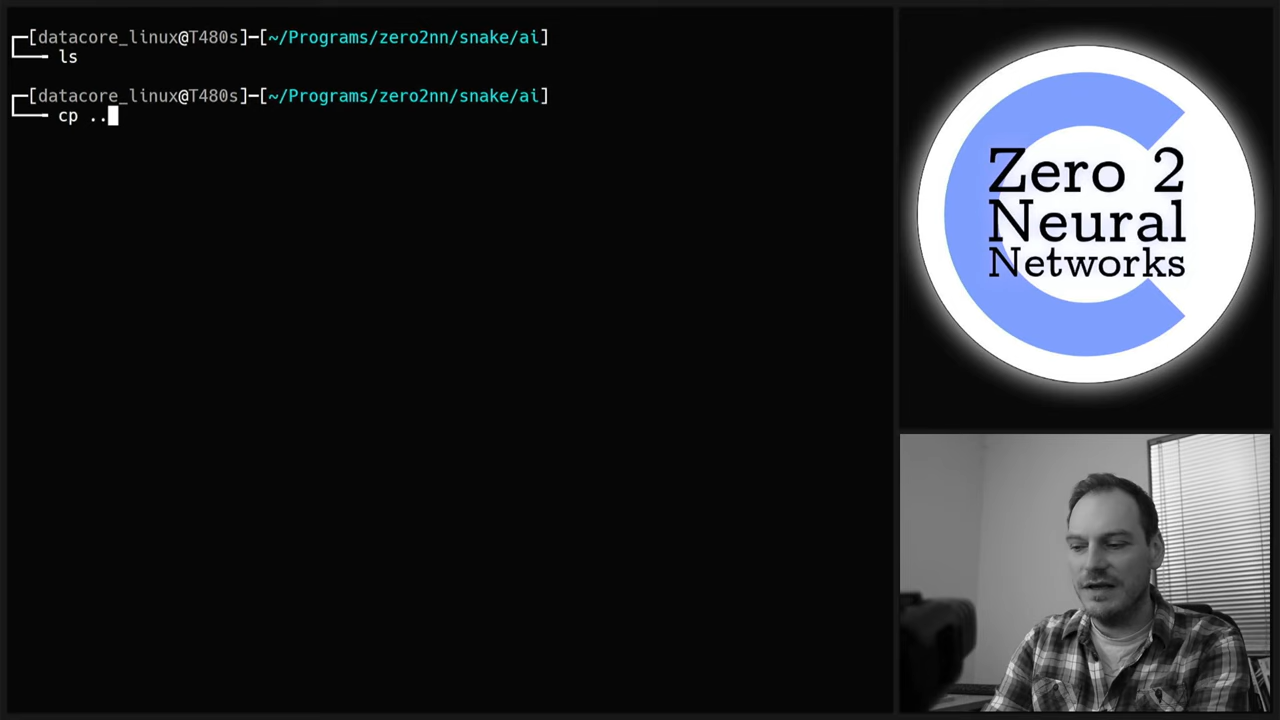 ┌─[datacore_linux@T480s]─[~/Programs/zero2nn/snake/ai]
└──╼ ls
┌─[datacore_linux@T480s]─[~/Programs/zero2nn/snake/ai]
└──╼ cp ..
Zero 2
Neural
Networks